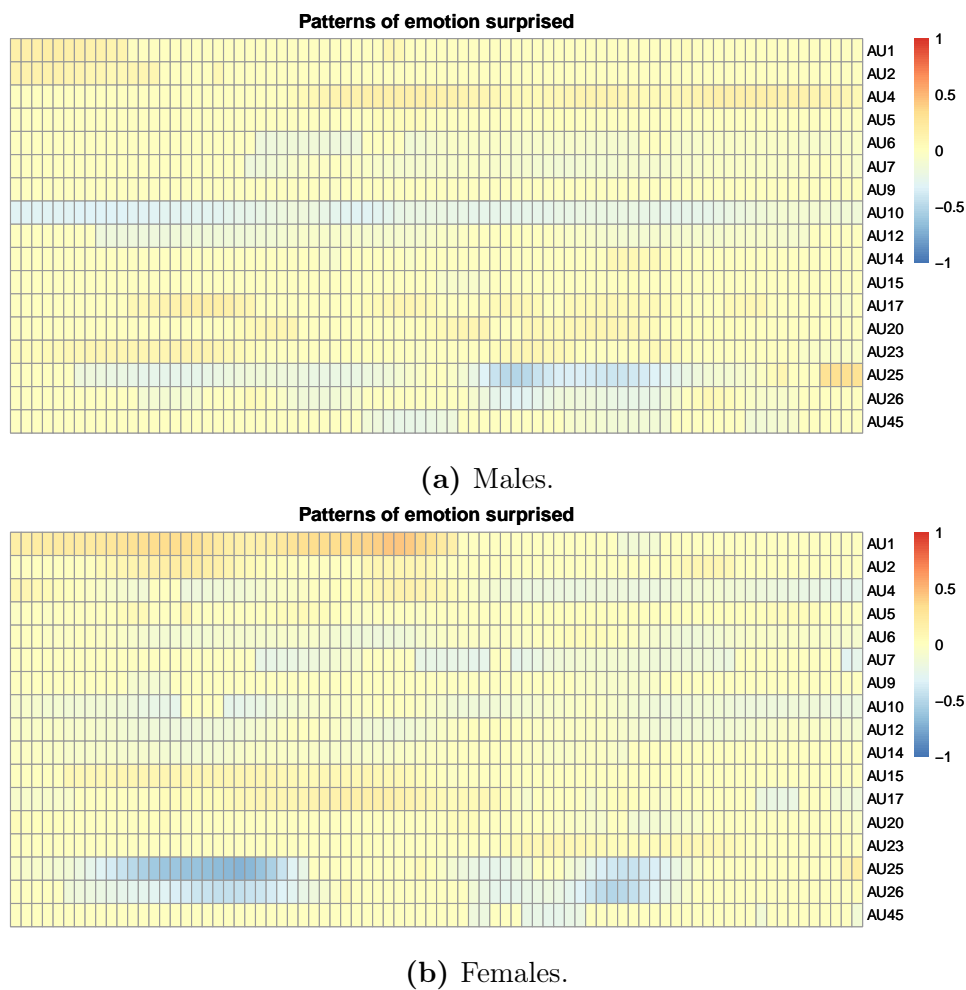 Patterns of emotion surprised
AU1
AU2
AU4
AU5
AU6
AU7
AU9
AU10
AU12
AU14
AU15
AU17
AU20
AU23
AU25
AU26
AU45
1
0.5
0
−0.5
−1
(a) Males.
Patterns of emotion surprised
AU1
AU2
AU4
AU5
AU6
AU7
AU9
AU10
AU12
AU14
AU15
AU17
AU20
AU23
AU25
AU26
AU45
1
0.5
0
−0.5
−1
(b) Females.